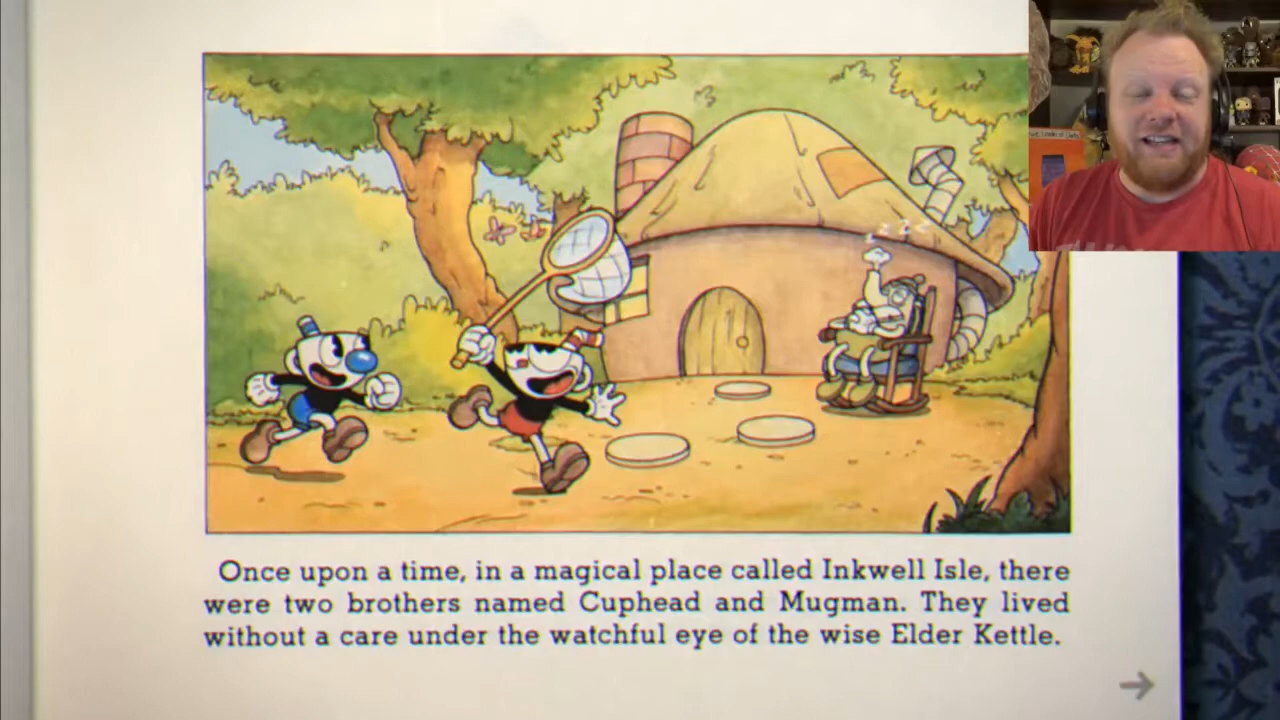 z z z z
Once upon a time, in a magical place called Inkwell Isle, there
were two brothers named Cuphead and Mugman. They lived
without a care under the watchful eye of the wise Elder Kettle.